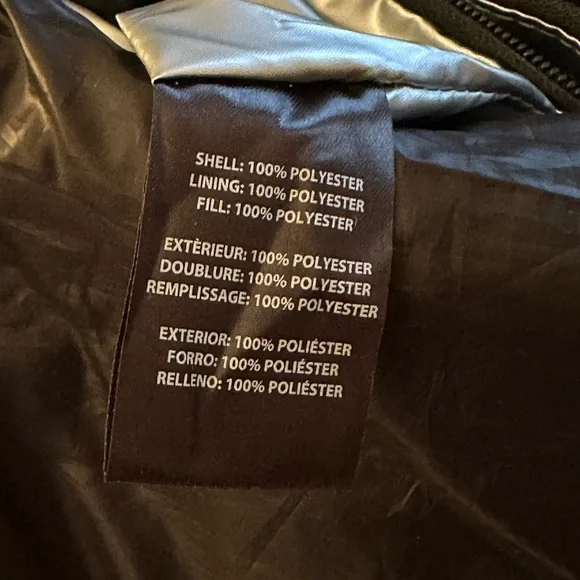 SHELL: 100% POLYESTER
LINING: 100% POLYESTER
FILL: 100% POLYESTER
EXTÈRIEUR: 100% POLYESTER
DOUBLURE: 100% POLYESTER
REMPLISSAGE: 100% POLYESTER
EXTERIOR: 100% POLIÉSTER
FORRO: 100% POLIÉSTER
RELLENO: 100% POLIÉSTER